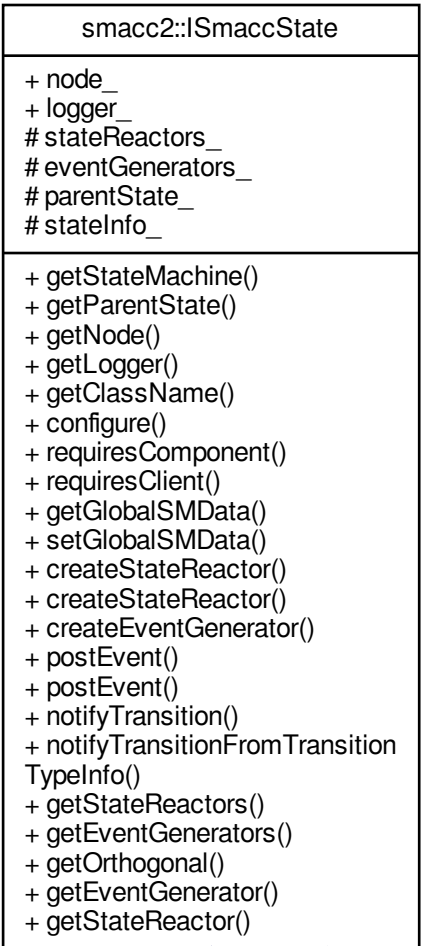 smacc2::ISmaccState
+ node_
+ logger_
# stateReactors_
# eventGenerators_
# parentState_
# stateInfo_
+ getStateMachine()
+ getParentState()
+ getNode()
+ getLogger()
+ getClassName()
+ configure()
+ requiresComponent()
+ requiresClient()
+ getGlobalSMData()
+ setGlobalSMData()
+ createStateReactor()
+ createStateReactor()
+ createEventGenerator()
+ postEvent()
+ postEvent()
+ notifyTransition()
+ notifyTransitionFromTransition
TypeInfo()
+ getStateReactors()
+ getEventGenerators()
+ getOrthogonal()
+ getEventGenerator()
+ getStateReactor()